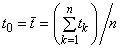 t₀ = t̄ = (∑ₖ₌₁ⁿ tₖ) / n